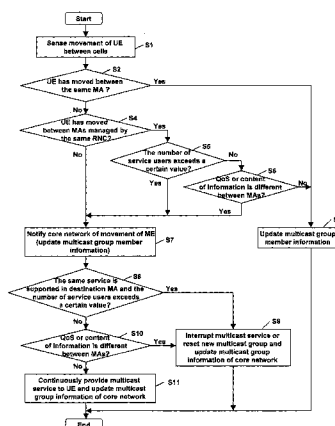 Start
Sense movement of UE
between cells
S1
S2
UE has moved between
the same MA ?
Yes
No
S4
UE has moved
between MAs managed by
the same RNC?
Yes
No
S5
The number of
service users exceeds a
certain value?
No
Yes
S6
QoS or content
of information is different
between MAs?
No
Yes
Notify core network of movement of ME
(update multicast group member
information)
S7
Update multicast group
member information
S8
The same service is
supported in destination MA and the
number of service users exceeds
a certain value?
Yes
No
S9
Interrupt multicast service or
reset new multicast group and
update multicast group
information of core network
S10
QoS or content
of information is different
between MAs?
Yes
No
Continuously provide multicast
service to UE and update multicast
group information of core network
S11
End